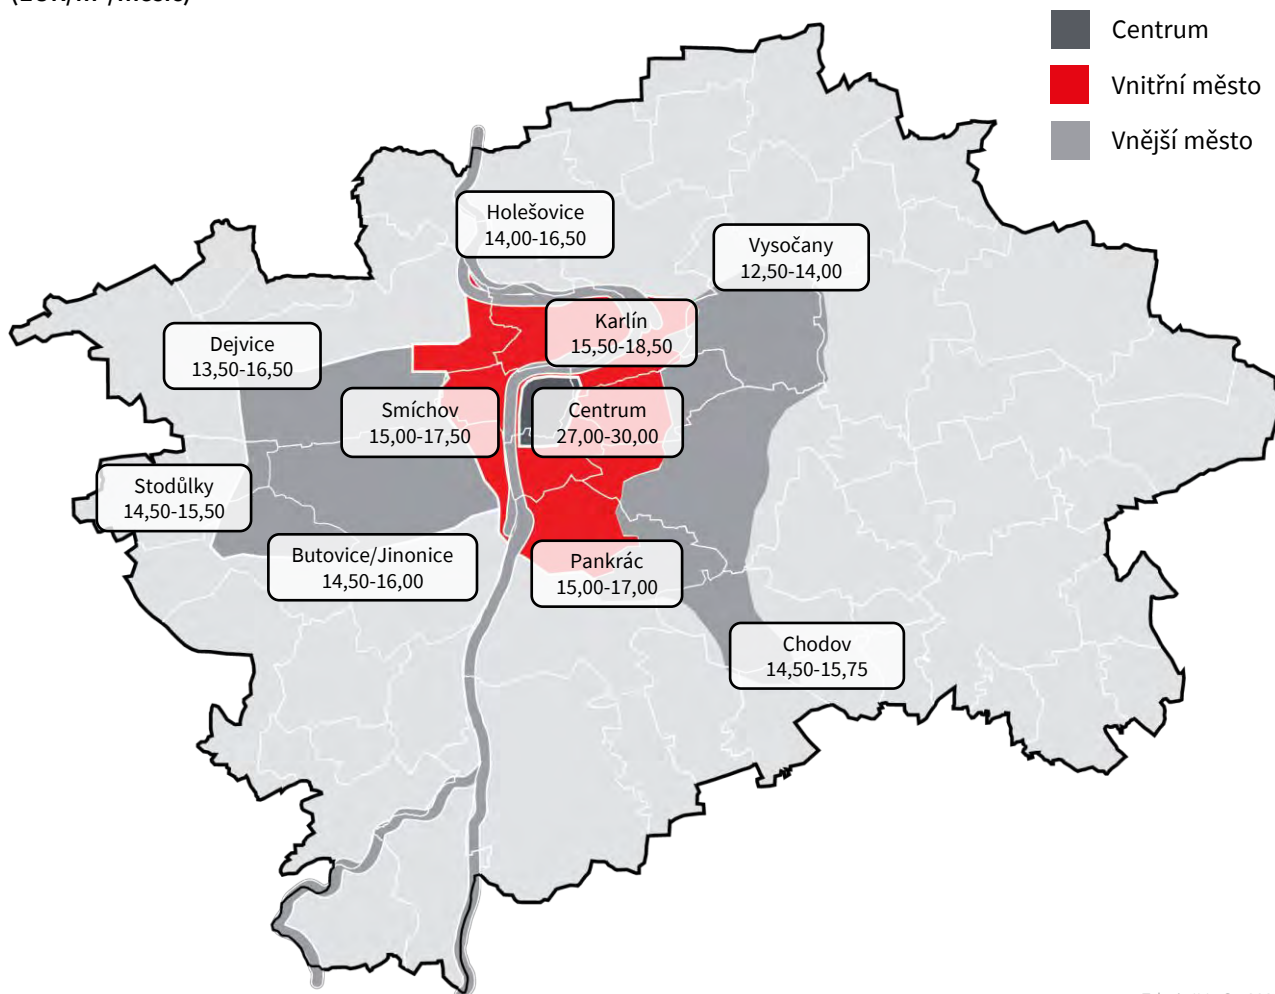 Centrum
Vnitřní město
Vnější město
Holešovice
14,00-16,50
Vysočany
12,50-14,00
Karlín
15,50-18,50
Dejvice
13,50-16,50
Smíchov
15,00-17,50
Centrum
27,00-30,00
Stodůlky
14,50-15,50
Butovice/Jinonice
14,50-16,00
Pankrác
15,00-17,00
Chodov
14,50-15,75